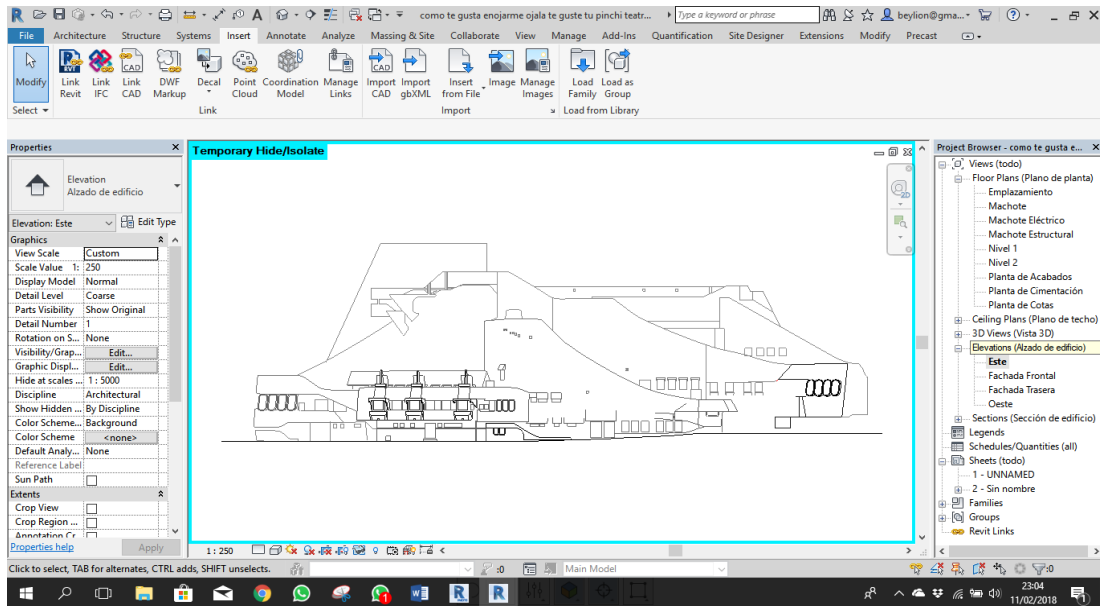 como te gusta enojarme ojala te guste tu pinchi teatr...
Type a keyword or phrase
beylion@gma...
File Architecture Structure Systems Insert Annotate Analyze Massing & Site Collaborate View Manage Add-Ins Quantification Site Designer Extensions Modify Precast
Modify
Link Revit
Link IFC
Link CAD
DWF Markup
Decal
Point Cloud
Coordination Model
Manage Links
Import CAD
Import gbXML
Insert from File
Image
Manage Images
Load Family
Load as Group
Select
Link
Import
Load from Library
Properties
Elevation
Alzado de edificio
Elevation: Este
Edit Type
Graphics
View Scale Custom
Scale Value 1: 250
Display Model Normal
Detail Level Coarse
Parts Visibility Show Original
Detail Number 1
Rotation on S... None
Visibility/Grap... Edit...
Graphic Displ... Edit...
Hide at scales ... 1 : 5000
Discipline Architectural
Show Hidden ... By Discipline
Color Scheme... Background
Color Scheme <none>
Default Analy... None
Reference Label
Sun Path
Extents
Crop View
Crop Region ...
Annotation Cr...
Properties help
Apply
Temporary Hide/Isolate
2D
1 : 250
Project Browser - como te gusta e...
Views (todo)
Floor Plans (Plano de planta)
Emplazamiento
Machote
Machote Eléctrico
Machote Estructural
Nivel 1
Nivel 2
Planta de Acabados
Planta de Cimentación
Planta de Cotas
Ceiling Plans (Plano de techo)
3D Views (Vista 3D)
Elevations (Alzado de edificio)
Este
Fachada Frontal
Fachada Trasera
Oeste
Sections (Sección de edificio)
Legends
Schedules/Quantities (all)
Sheets (todo)
1 - UNNAMED
2 - Sin nombre
Families
Groups
Revit Links
Click to select, TAB for alternates, CTRL adds, SHIFT unselects.
:0
Main Model
:0
23:04
11/02/2018